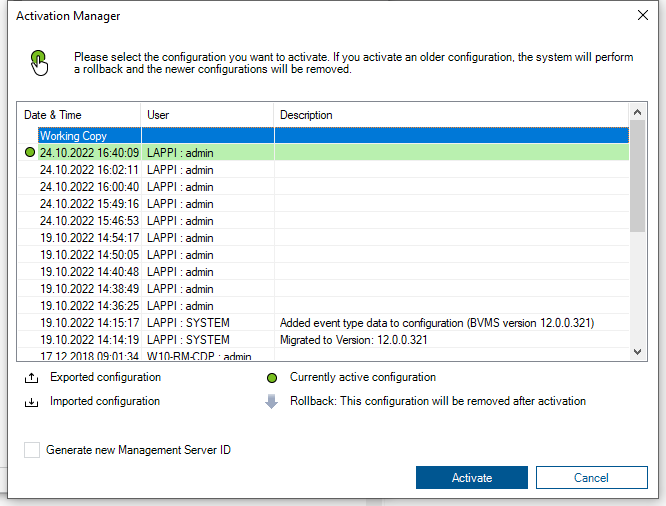 Activation Manager
Please select the configuration you want to activate. If you activate an older configuration, the system will perform
a rollback and the newer configurations will be removed.
Date & Time User Description
Working Copy
24.10.2022 16:40:09 LAPPI : admin
24.10.2022 16:02:11 LAPPI : admin
24.10.2022 16:00:40 LAPPI : admin
24.10.2022 15:49:16 LAPPI : admin
24.10.2022 15:46:53 LAPPI : admin
19.10.2022 14:54:17 LAPPI : admin
19.10.2022 14:50:05 LAPPI : admin
19.10.2022 14:40:48 LAPPI : admin
19.10.2022 14:38:49 LAPPI : admin
19.10.2022 14:36:25 LAPPI : admin
19.10.2022 14:15:17 LAPPI : SYSTEM Added event type data to configuration (BVMS version 12.0.0.321)
19.10.2022 14:14:19 LAPPI : SYSTEM Migrated to Version: 12.0.0.321
17.12.2018 09:01:34 W10-RM-CDP : admin
Exported configuration Currently active configuration
Imported configuration Rollback: This configuration will be removed after activation
Generate new Management Server ID
Activate Cancel